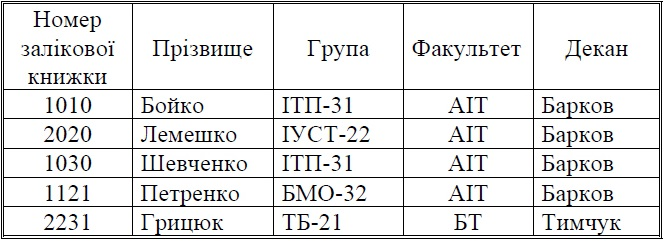 Номер залікової книжки Прізвище Група Факультет Декан
1010 Бойко ІТП-31 АІТ Барков
2020 Лемешко ІУСТ-22 АІТ Барков
1030 Шевченко ІТП-31 АІТ Барков
1121 Петренко БМО-32 АІТ Барков
2231 Грицюк ТБ-21 БТ Тимчук